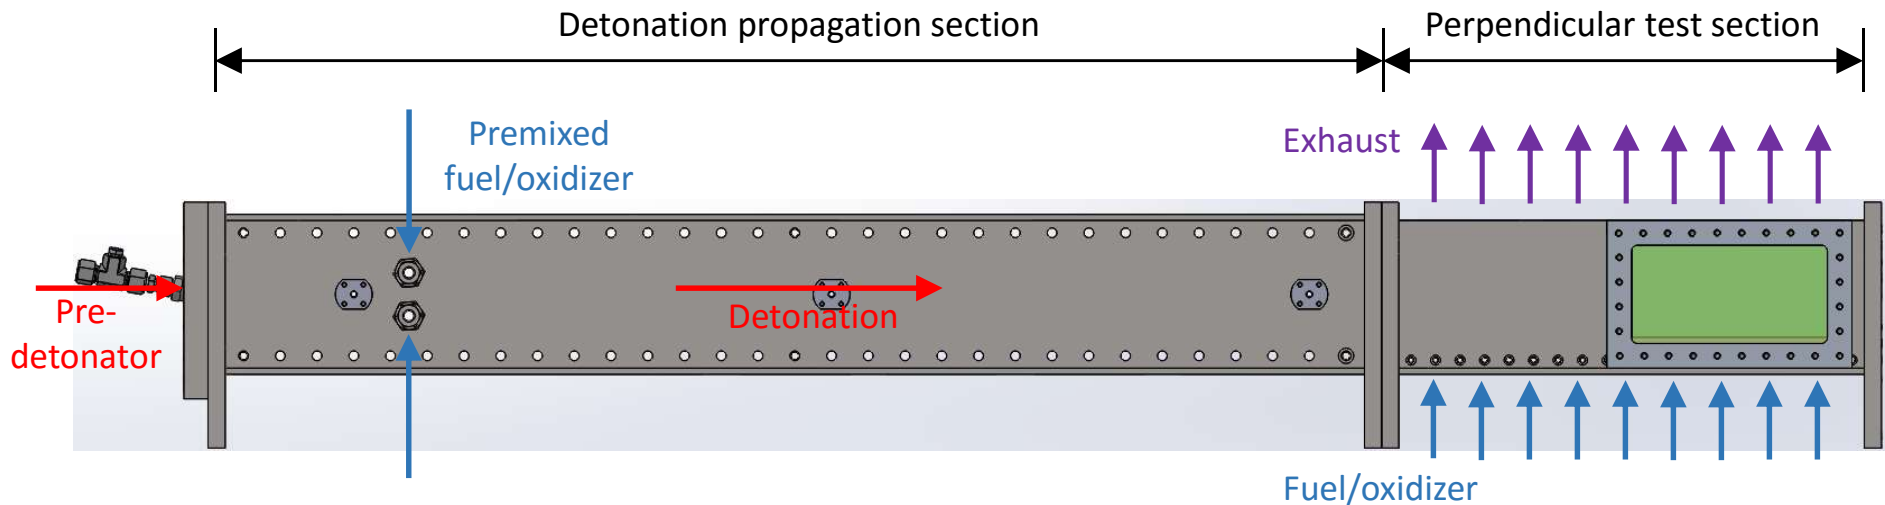 Detonation propagation section
Perpendicular test section
Premixed
fuel/oxidizer
Exhaust
Pre-
detonator
Detonation
Fuel/oxidizer